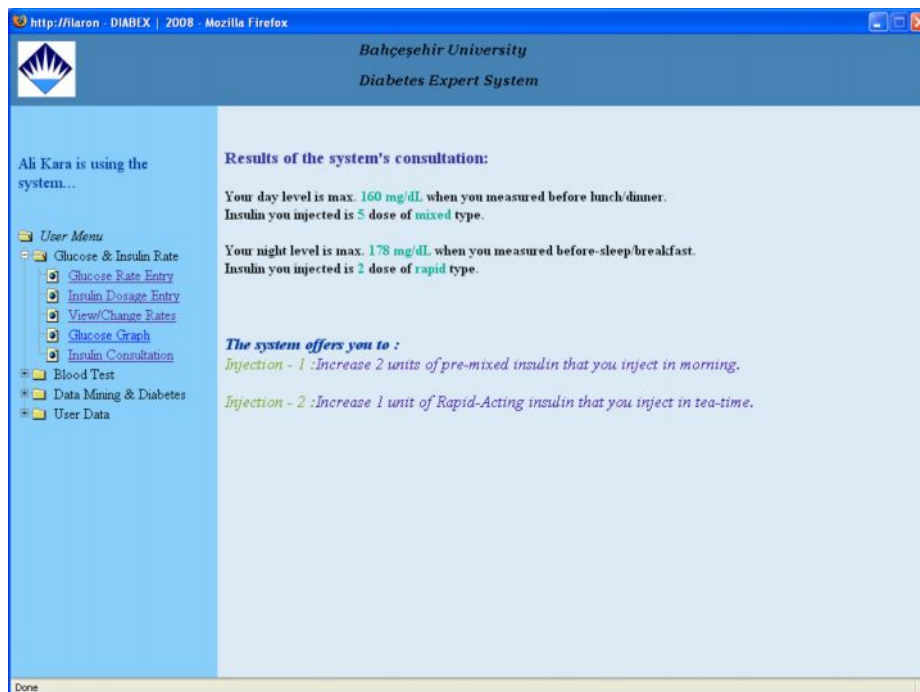 http://ilaron - DIABEX | 2008 - Mozilla Firefox
Bahçeşehir University
Diabetes Expert System
Ali Kara is using the
system...
User Menu
Glucose & Insulin Rate
Glucose Rate Entry
Insulin Dosage Entry
View/Change Rates
Glucose Graph
Insulin Consultation
Blood Test
Data Mining & Diabetes
User Data
Results of the system's consultation:
Your day level is max. 160 mg/dL when you measured before lunch/dinner.
Insulin you injected is 5 dose of mixed type.
Your night level is max. 178 mg/dL when you measured before-sleep/breakfast.
Insulin you injected is 2 dose of rapid type.
The system offers you to :
Injection - 1 :Increase 2 units of pre-mixed insulin that you inject in morning.
Injection - 2 :Increase 1 unit of Rapid-Acting insulin that you inject in tea-time.
Done